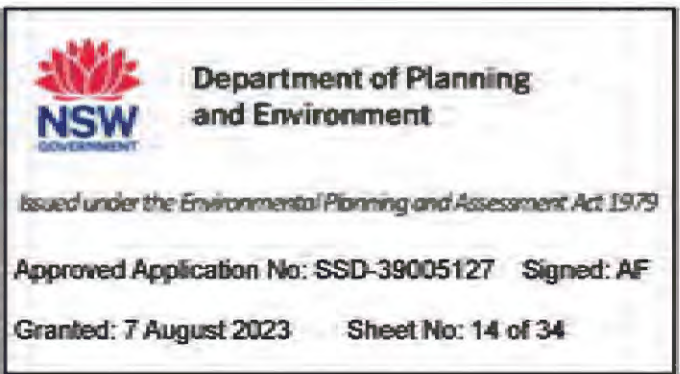 Department of Planning
and Environment
NSW
GOVERNMENT
Issued under the Environmental Planning and Assessment Act 1979
Approved Application No: SSD-39005127 Signed: AF
Granted: 7 August 2023 Sheet No: 14 of 34